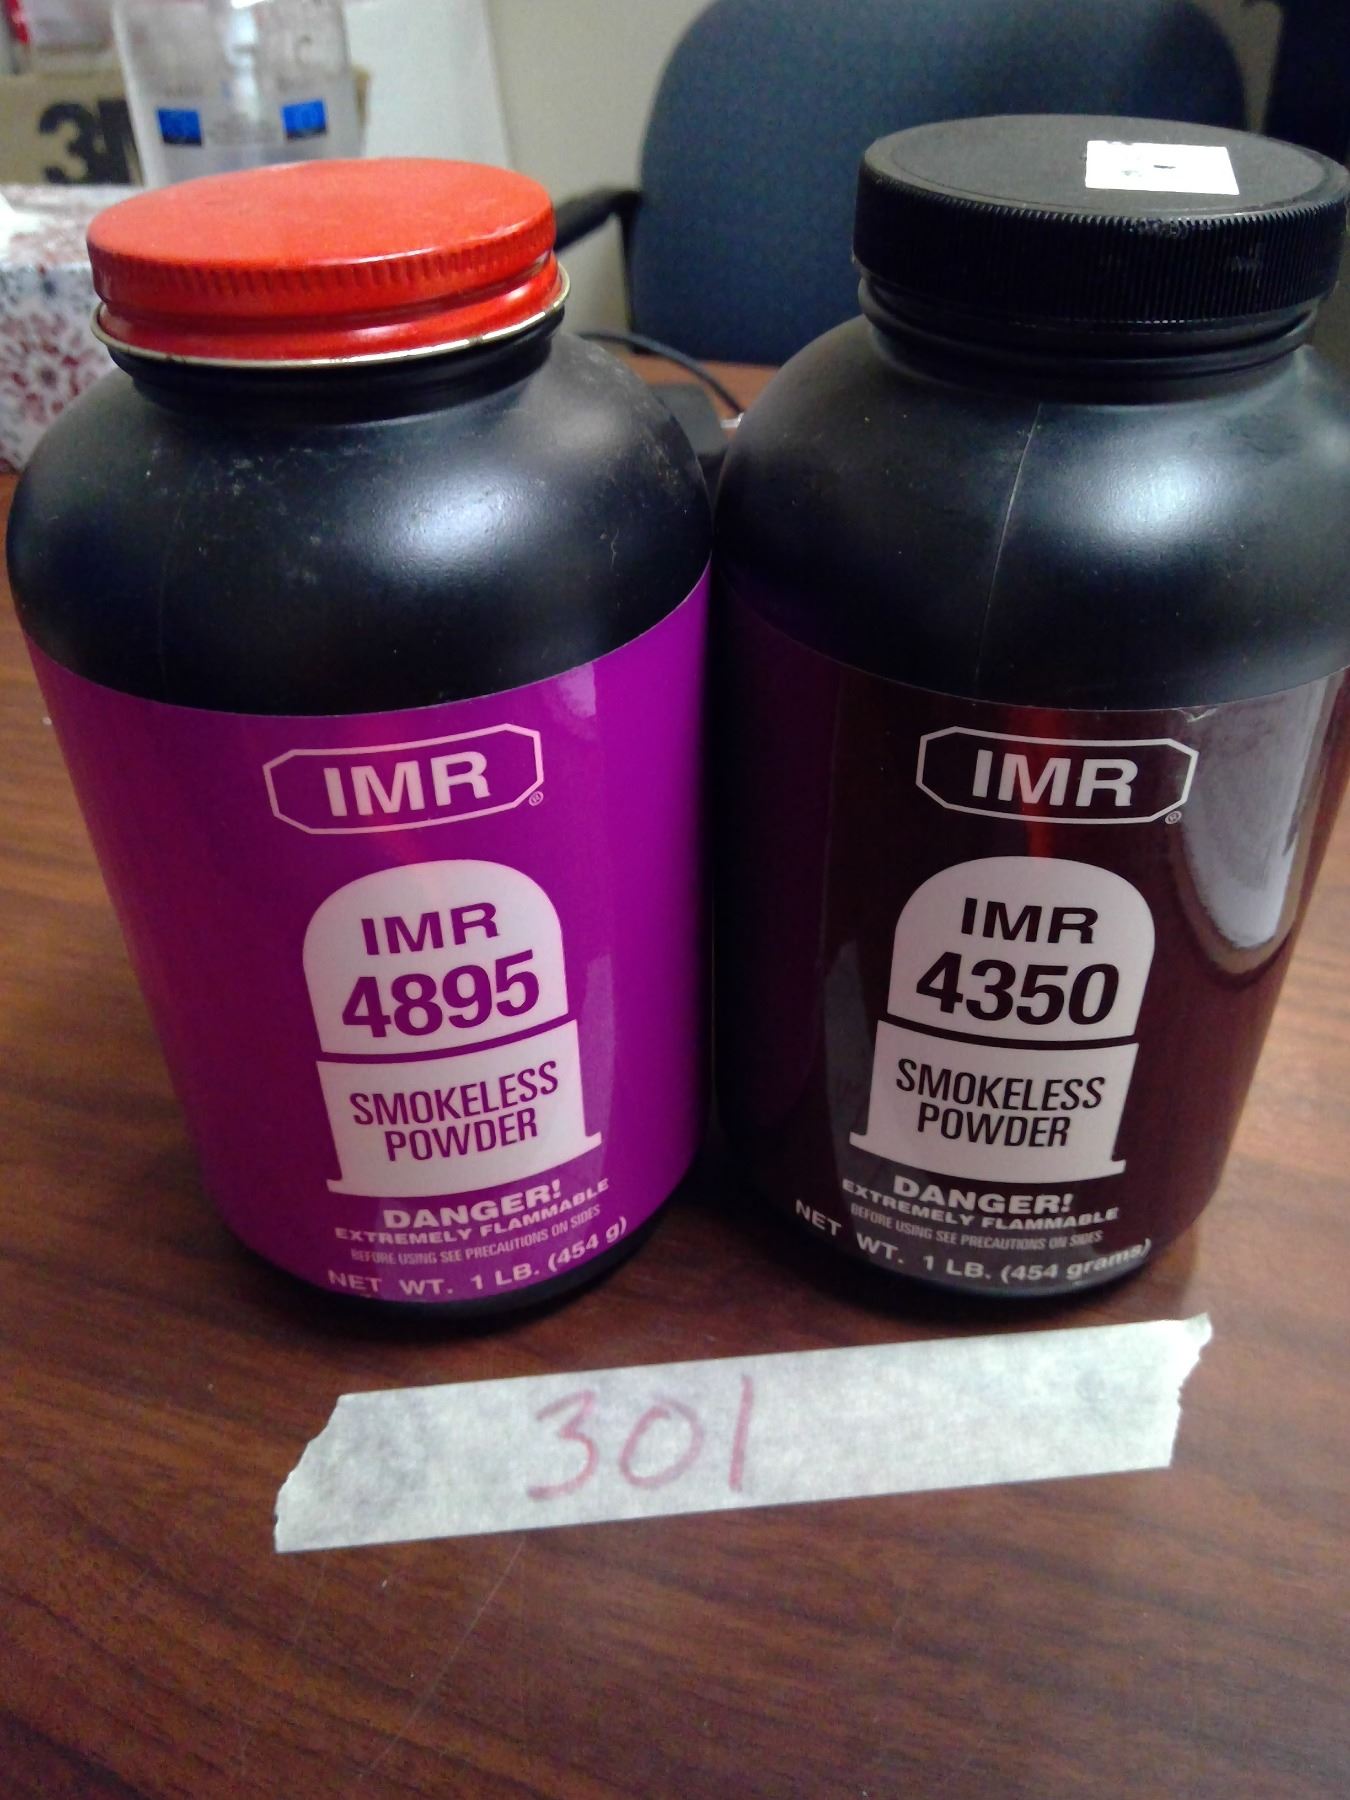 3M
IMR®
IMR
4895
SMOKELESS
POWDER
DANGER!
EXTREMELY FLAMMABLE
BEFORE USING SEE PRECAUTIONS ON SIDES
NET WT. 1 LB. (454 g)
IMR®
IMR
4350
SMOKELESS
POWDER
DANGER!
EXTREMELY FLAMMABLE
BEFORE USING SEE PRECAUTIONS ON SIDES
NET WT. 1 LB. (454 grams)
301